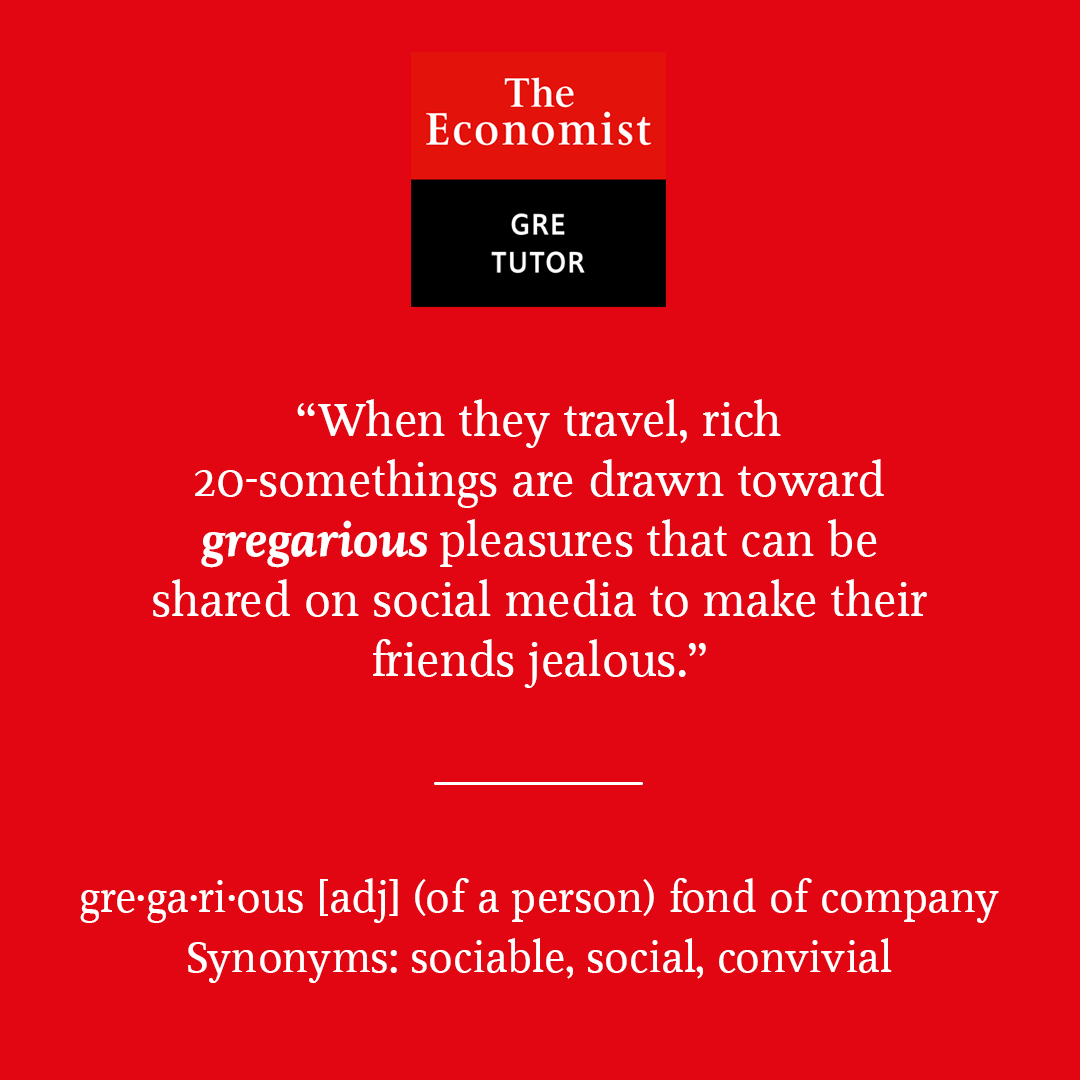 The
Economist
GRE
TUTOR
“When they travel, rich
20-somethings are drawn toward
gregarious pleasures that can be
shared on social media to make their
friends jealous.”
gre·ga·ri·ous [adj] (of a person) fond of company
Synonyms: sociable, social, convivial